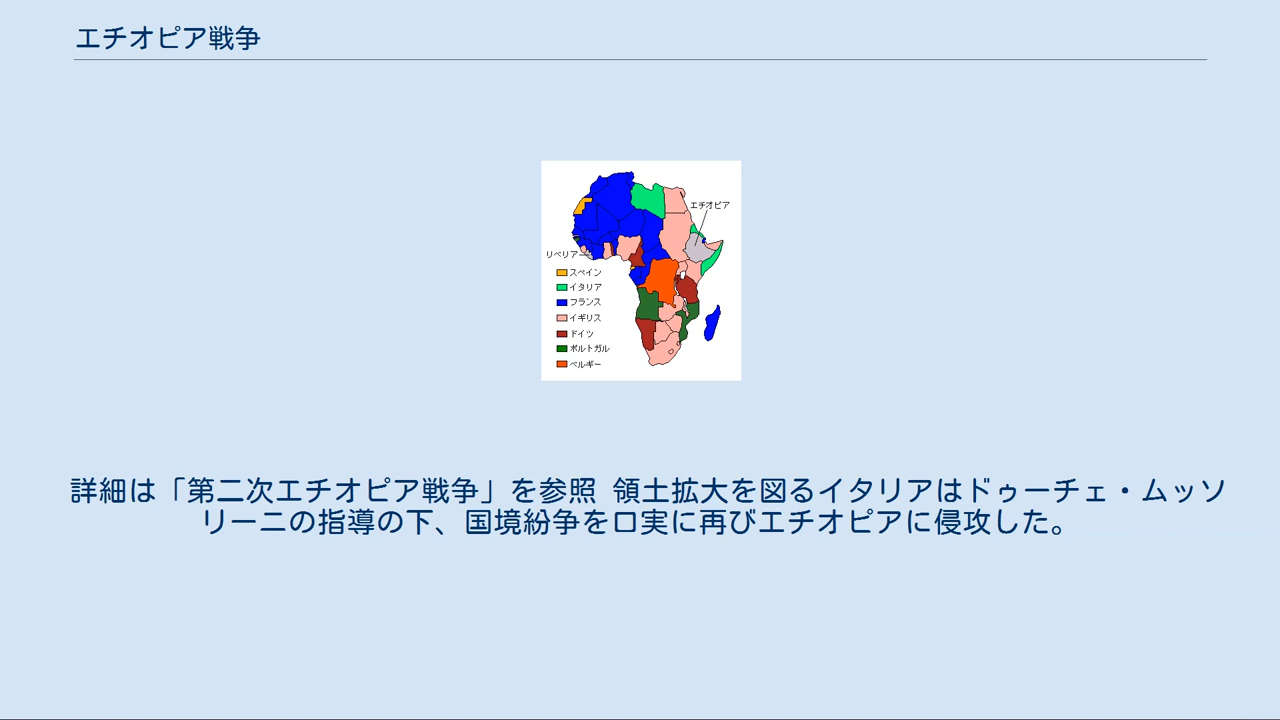 エチオピア戦争
エチオピア
リベリア
スペイン
イタリア
フランス
イギリス
ドイツ
ポルトガル
ベルギー
詳細は「第二次エチオピア戦争」を参照 領土拡大を図るイタリアはドゥーチェ・ムッソ
リーニの指導の下、国境紛争を口実に再びエチオピアに侵攻した。